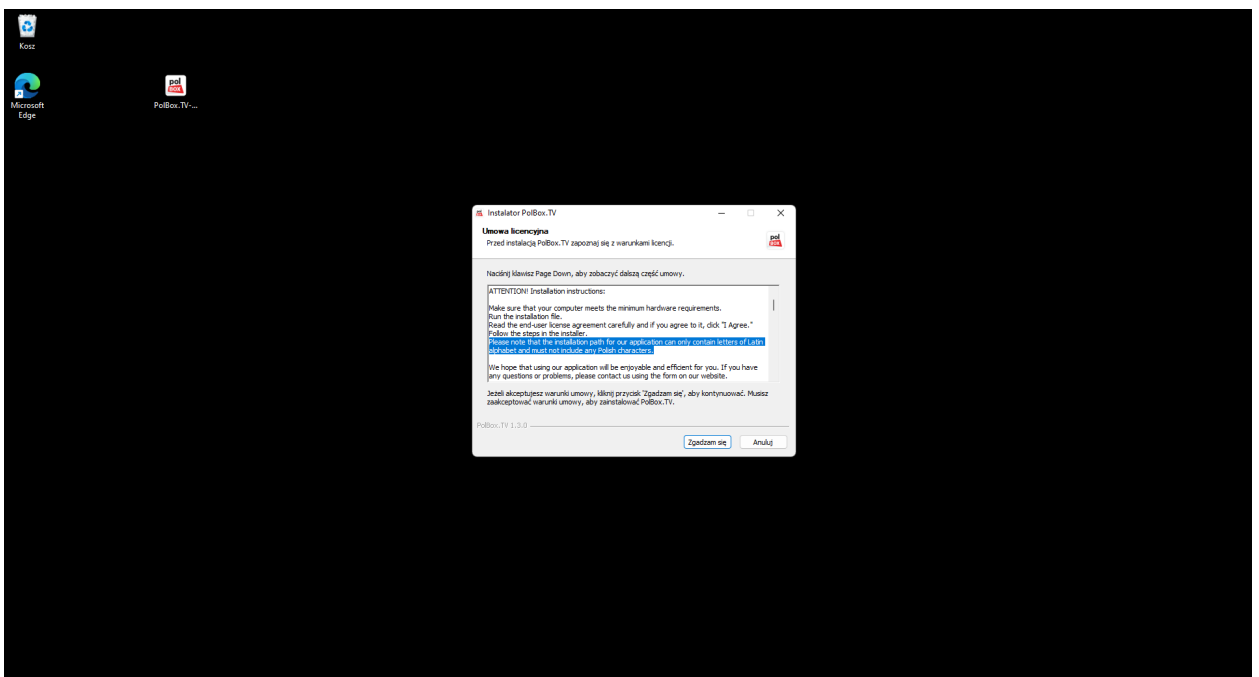 Kosz
Microsoft
Edge
pol
BOX
PolBox.TV-...
Instalator PolBox.TV
Umowa licencyjna
Przed instalacją PolBox.TV zapoznaj się z warunkami licencji.
pol
BOX
Naciśnij klawisz Page Down, aby zobaczyć dalszą część umowy.
ATTENTION! Installation instructions:
Make sure that your computer meets the minimum hardware requirements.
Run the installation file.
Read the end-user license agreement carefully and if you agree to it, click "I Agree."
Follow the steps in the installer.
Please note that the installation path for our application can only contain letters of Latin
alphabet and must not include any Polish characters.
We hope that using our application will be enjoyable and efficient for you. If you have
any questions or problems, please contact us using the form on our website.
Jeżeli akceptujesz warunki umowy, kliknij przycisk 'Zgadzam się', aby kontynuować. Musisz
zaakceptować warunki umowy, aby zainstalować PolBox.TV.
PolBox.TV 1.3.0
Zgadzam się
Anuluj